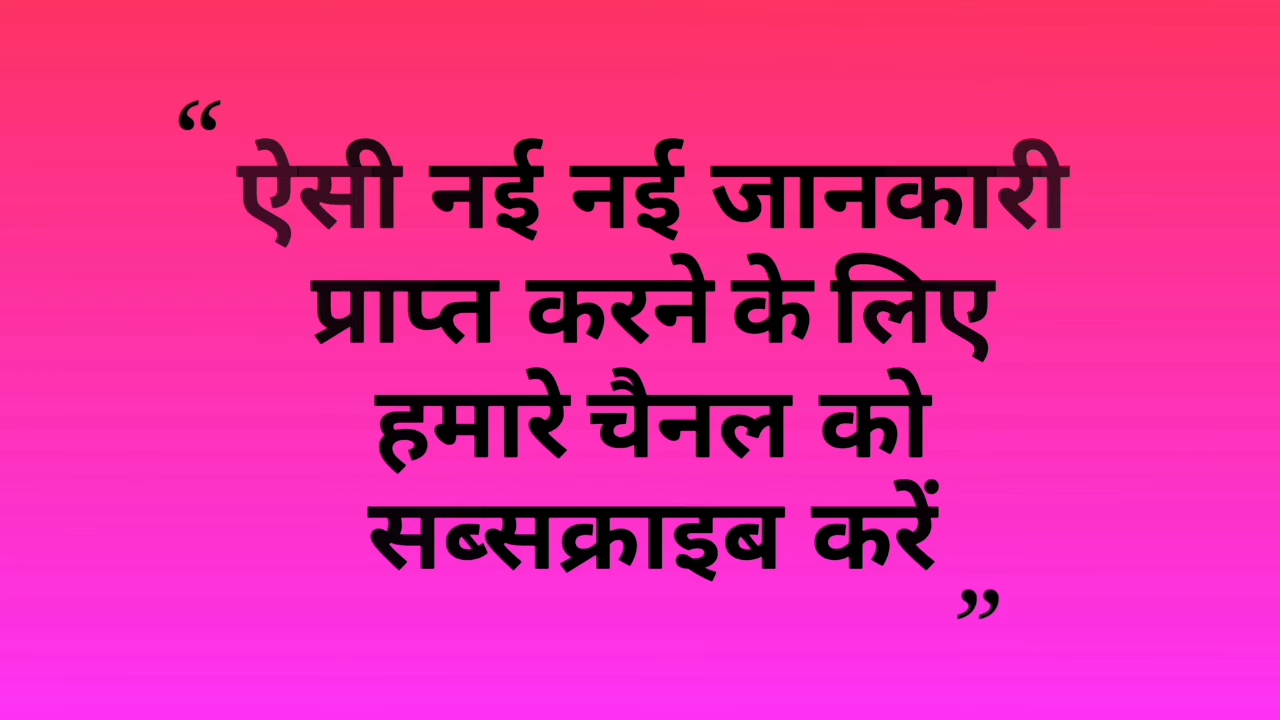 “ ऐसी नई नई जानकारी
प्राप्त करने के लिए
हमारे चैनल को
सब्सक्राइब करें ”